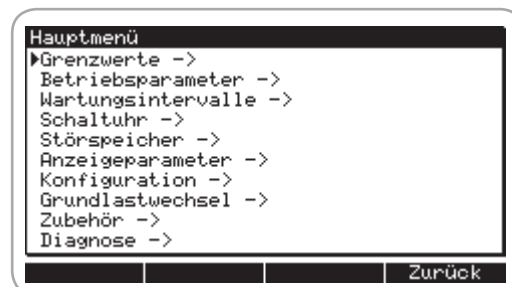 Hauptmenü
▶Grenzwerte ->
Betriebsparameter ->
Wartungsintervalle ->
Schaltuhr ->
Störspeicher ->
Anzeigeparameter ->
Konfiguration ->
Grundlastwechsel ->
Zubehör ->
Diagnose ->
Zurück